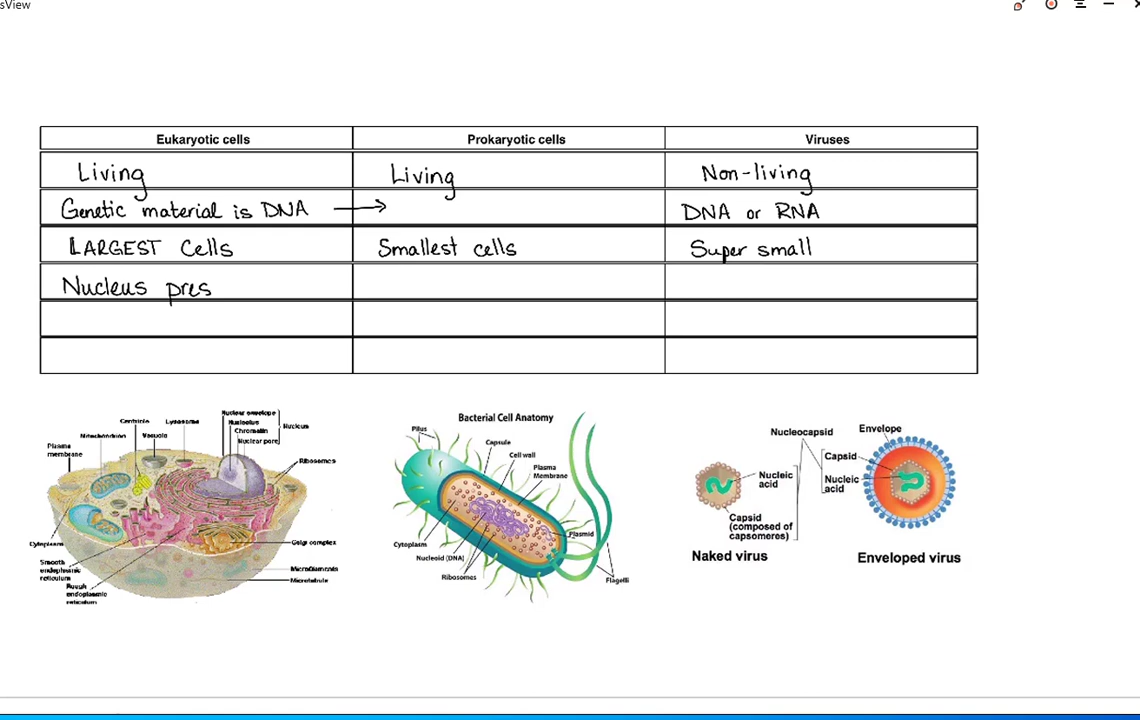 sView
Eukaryotic cells Prokaryotic cells Viruses
Living Living Non-living
Genetic material is DNA → DNA or RNA
LARGEST Cells Smallest cells Super small
Nucleus pres
Nuclear envelope
Nucleolus
Chromatin
Nuclear pore
Nucleus
Centriole
Lysosome
Mitochondrion
Vacuole
Plasma
membrane
Ribosomes
Cytoplasm
Golgi complex
Smooth
endoplasmic
reticulum
Microfilaments
Microtubule
Rough
endoplasmic
reticulum
Bacterial Cell Anatomy
Pilus
Capsule
Cell wall
Plasma
Membrane
Plasmid
Cytoplasm
Nucleoid (DNA)
Ribosomes
Flagelli
Nucleocapsid
Envelope
Capsid
Nucleic
acid
Nucleic
acid
Capsid
(composed of
capsomeres)
Naked virus
Enveloped virus